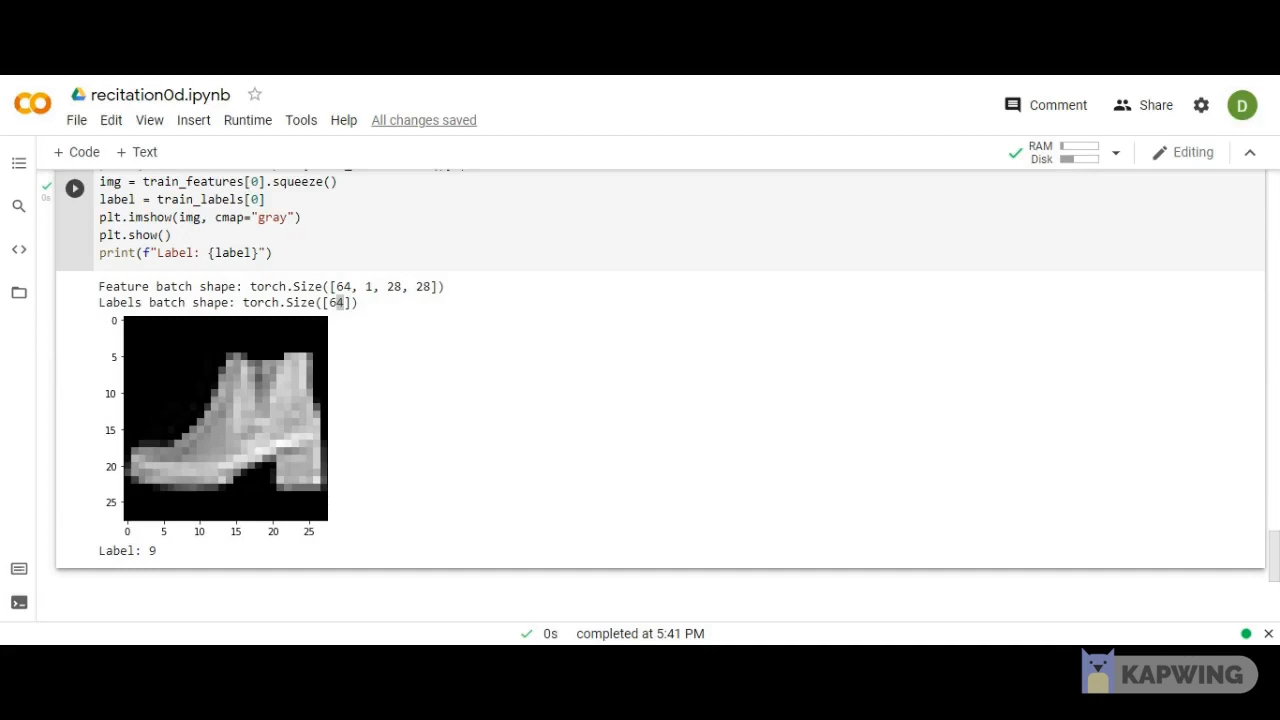 recitation0d.ipynb
File Edit View Insert Runtime Tools Help All changes saved
Comment Share D
+ Code + Text
RAM
Disk
Editing
img = train_features[0].squeeze()
label = train_labels[0]
plt.imshow(img, cmap="gray")
plt.show()
print(f"Label: {label}")
0s
Feature batch shape: torch.Size([64, 1, 28, 28])
Labels batch shape: torch.Size([64])
0
5
10
15
20
25
0 5 10 15 20 25
Label: 9
0s completed at 5:41 PM
KAPWING